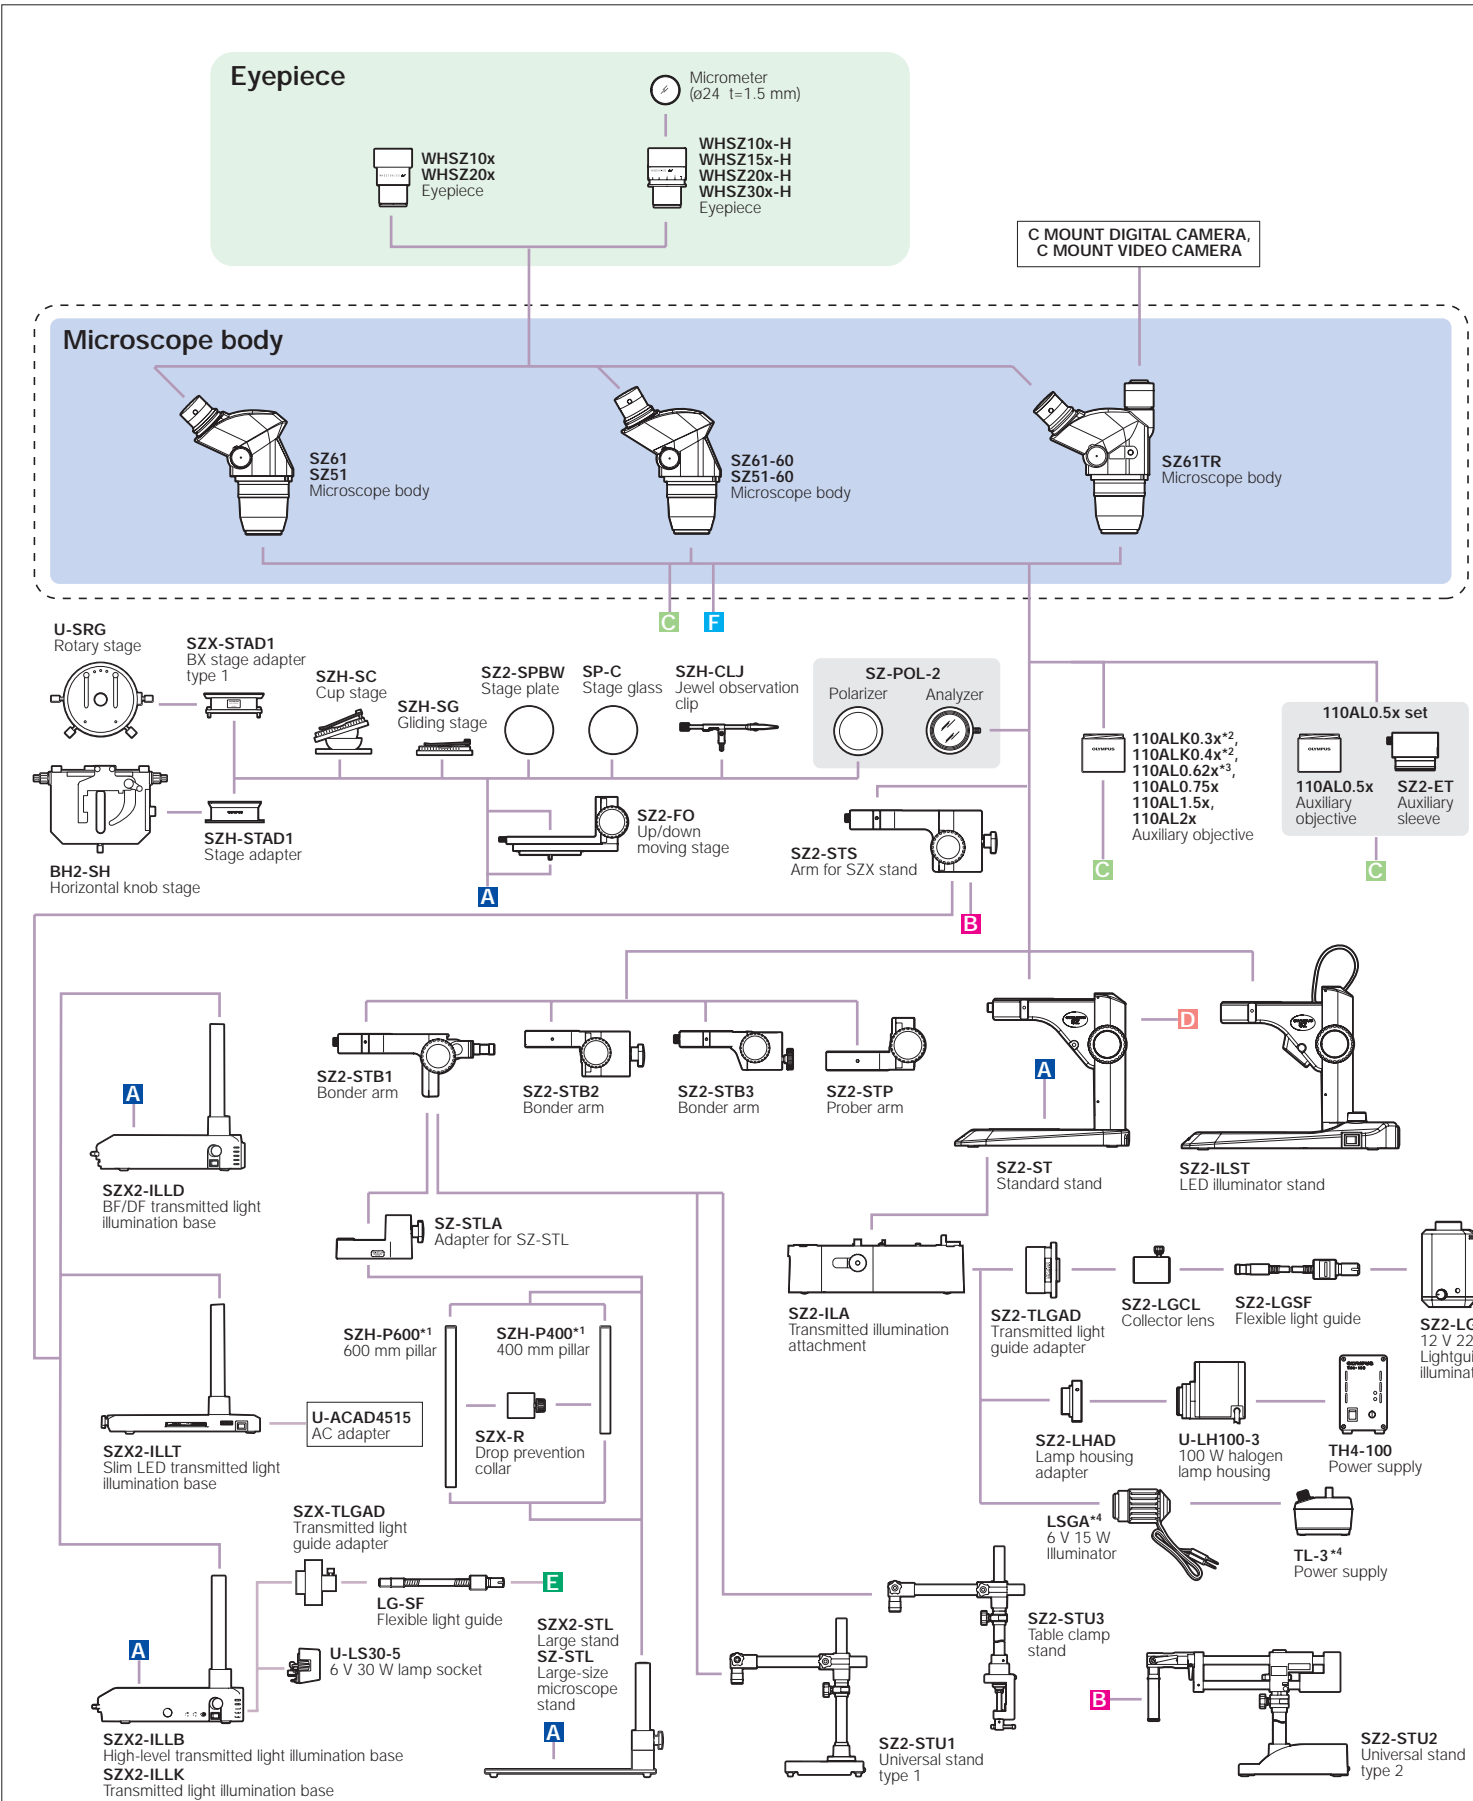 Eyepiece
Micrometer
(ø24 t=1.5 mm)
WHSZ10x
WHSZ20x
Eyepiece
WHSZ10x-H
WHSZ15x-H
WHSZ20x-H
WHSZ30x-H
Eyepiece
C MOUNT DIGITAL CAMERA,
C MOUNT VIDEO CAMERA
Microscope body
SZ61
SZ51
Microscope body
SZ61-60
SZ51-60
Microscope body
SZ61TR
Microscope body
C
F
U-SRG
Rotary stage
SZX-STAD1
BX stage adapter
type 1
SZH-SC
Cup stage
SZH-SG
Gliding stage
SZ2-SPBW
Stage plate
SP-C
Stage glass
SZH-CLJ
Jewel observation
clip
SZ-POL-2
Polarizer
Analyzer
110AL0.5x set
OLYMPUS
110ALK0.3x*2,
110ALK0.4x*2,
110AL0.62x*3,
110AL0.75x
110AL1.5x,
110AL2x
Auxiliary objective
OLYMPUS
110AL0.5x
Auxiliary
objective
SZ2-ET
Auxiliary
sleeve
BH2-SH
Horizontal knob stage
SZH-STAD1
Stage adapter
SZ2-FO
Up/down
moving stage
SZ2-STS
Arm for SZX stand
A
B
C
C
SZ2-STB1
Bonder arm
SZ2-STB2
Bonder arm
SZ2-STB3
Bonder arm
SZ2-STP
Prober arm
D
A
A
SZ2-ST
Standard stand
SZ2-ILST
LED illuminator stand
SZX2-ILLD
BF/DF transmitted light
illumination base
SZ-STLA
Adapter for SZ-STL
SZ2-ILA
Transmitted illumination
attachment
SZ2-TLGAD
Transmitted light
guide adapter
SZ2-LGCL
Collector lens
SZ2-LGSF
Flexible light guide
SZ2-LG
12 V 22
Lightgui
illuminat
SZH-P600*1
600 mm pillar
SZH-P400*1
400 mm pillar
SZX-R
Drop prevention
collar
U-ACAD4515
AC adapter
SZX2-ILLT
Slim LED transmitted light
illumination base
SZ2-LHAD
Lamp housing
adapter
U-LH100-3
100 W halogen
lamp housing
OLYMPUS
TH4-100
TH4-100
Power supply
LSGA*4
6 V 15 W
Illuminator
TL-3*4
Power supply
SZX-TLGAD
Transmitted light
guide adapter
LG-SF
Flexible light guide
E
U-LS30-5
6 V 30 W lamp socket
A
SZX2-ILLB
High-level transmitted light illumination base
SZX2-ILLK
Transmitted light illumination base
SZX2-STL
Large stand
SZ-STL
Large-size
microscope
stand
A
SZ2-STU3
Table clamp
stand
SZ2-STU1
Universal stand
type 1
B
SZ2-STU2
Universal stand
type 2